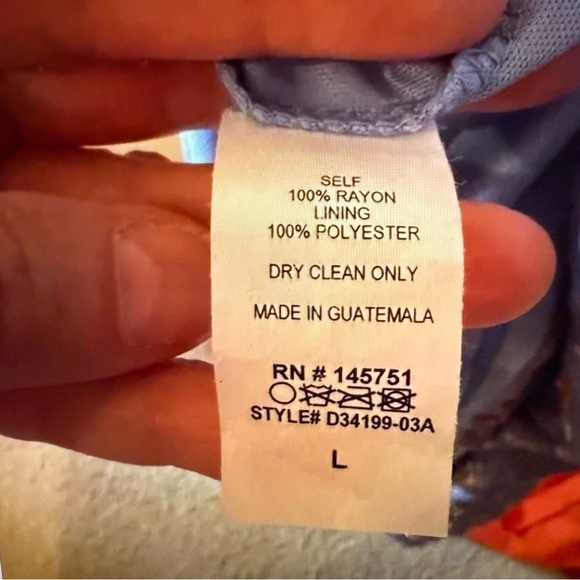 SELF
100% RAYON
LINING
100% POLYESTER
DRY CLEAN ONLY
MADE IN GUATEMALA
RN # 145751
STYLE# D34199-03A
L